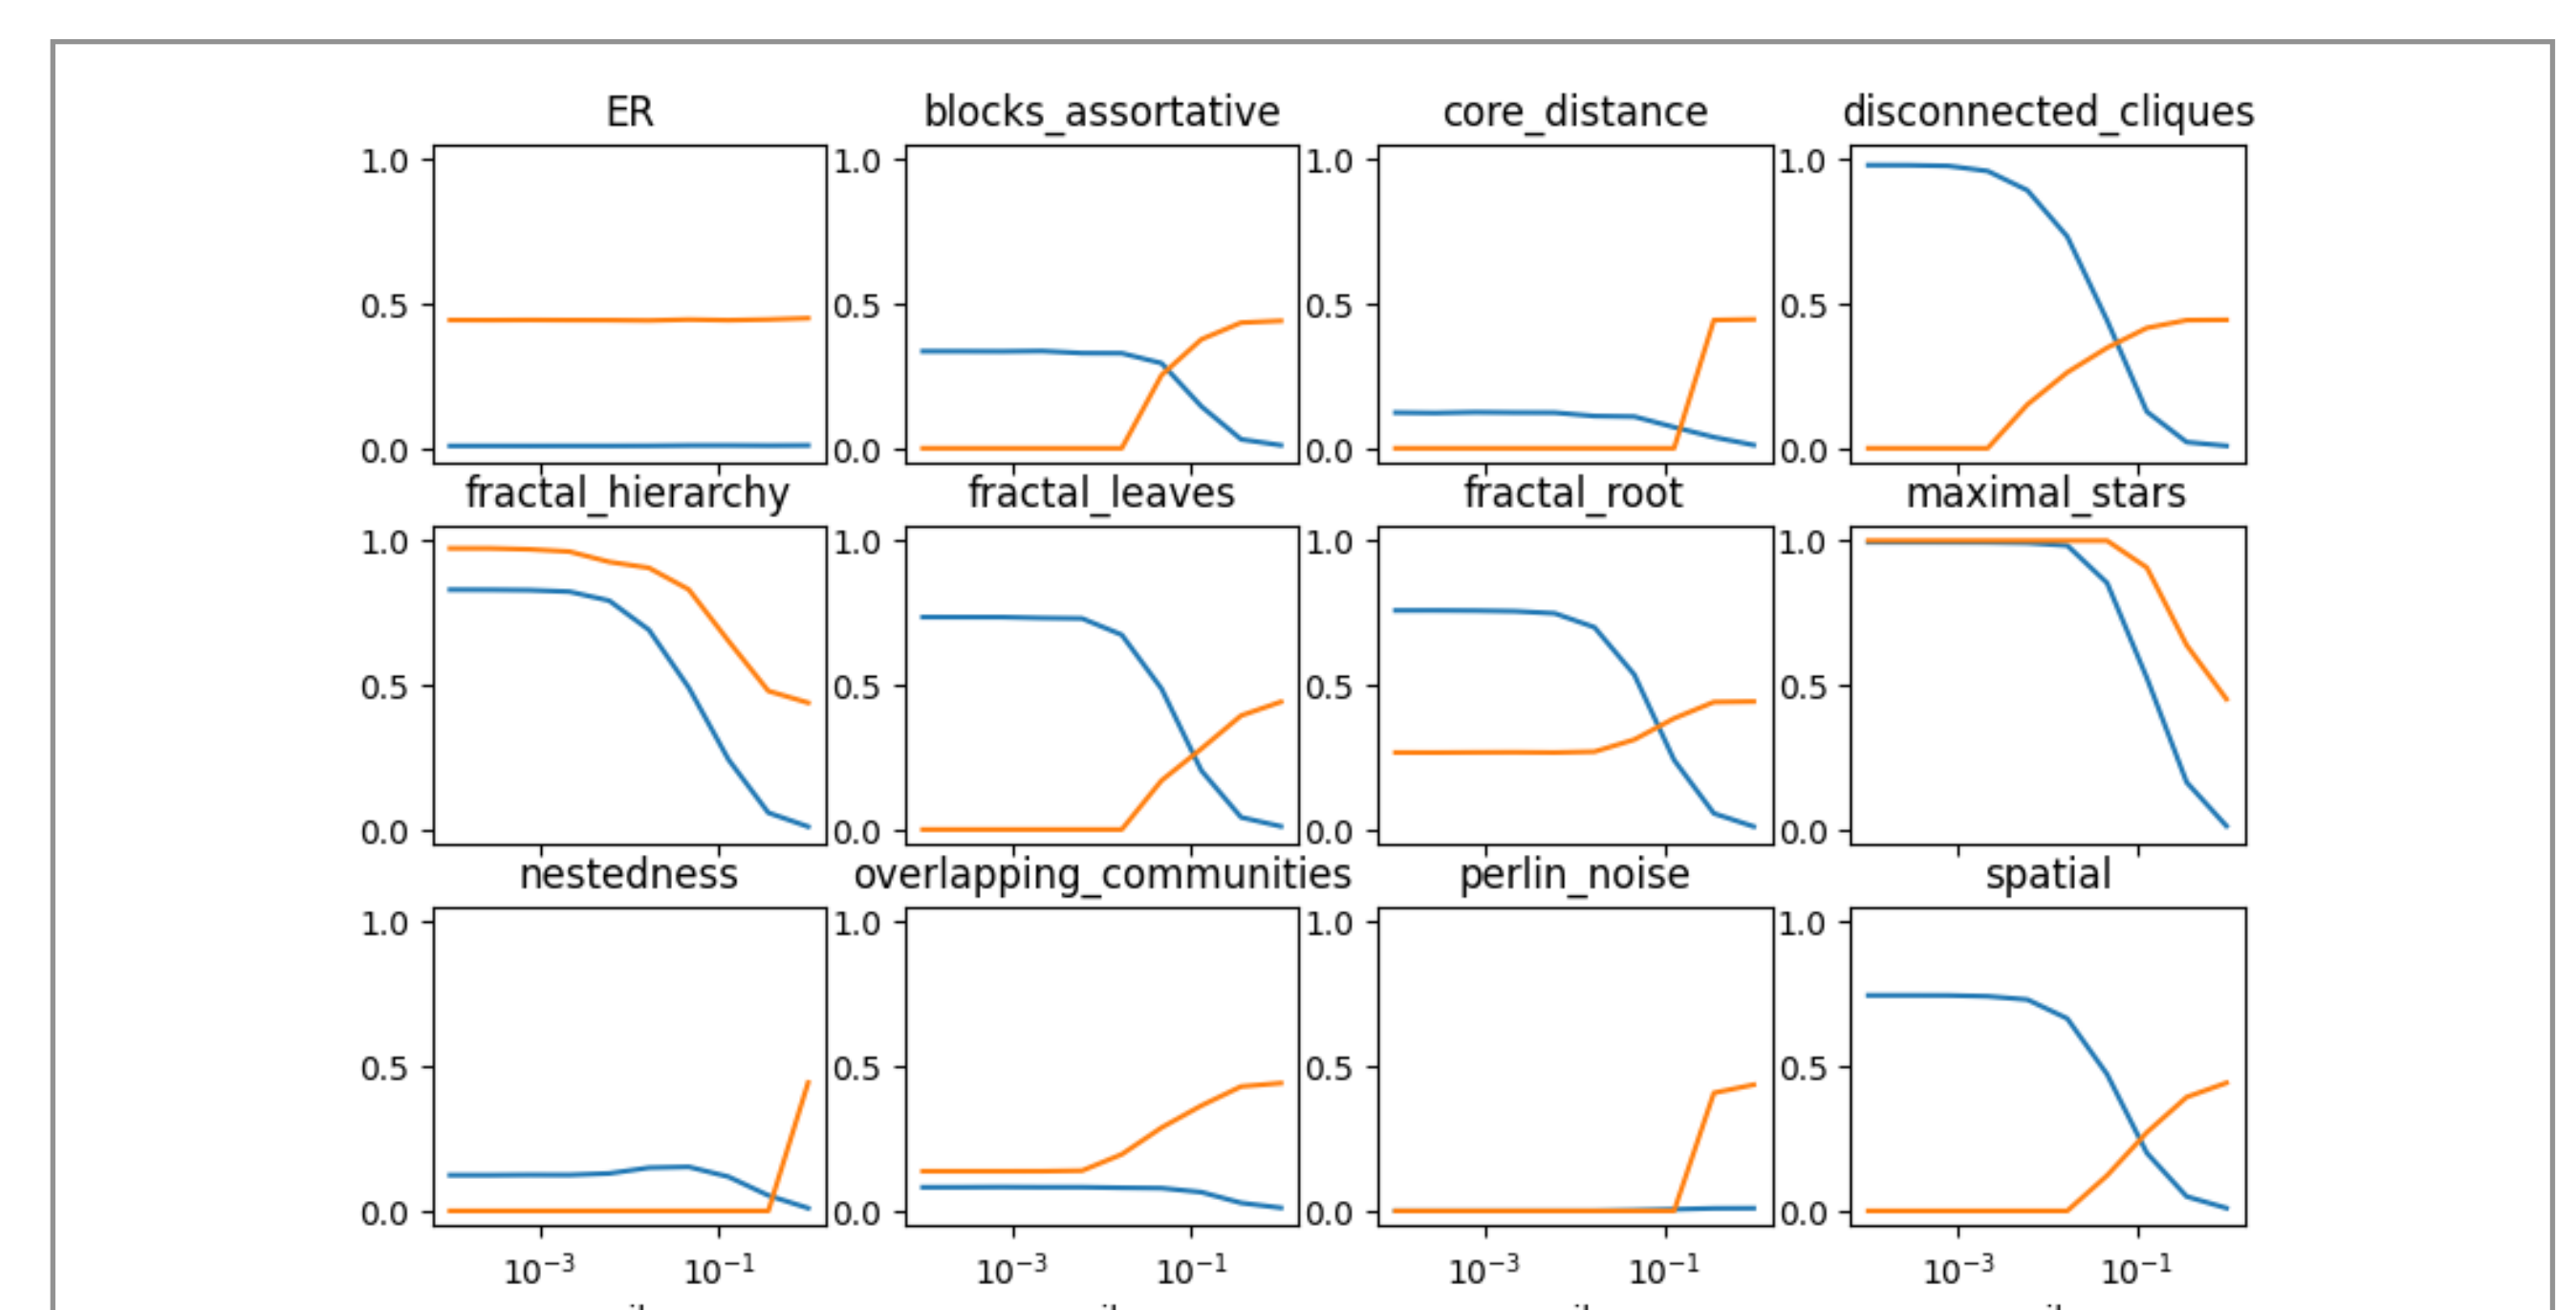 ER blocks_assortative core_distance disconnected_cliques
1.0 1.0 1.0 1.0
0.5 0.5 0.5 0.5
0.0 0.0 0.0 0.0
fractal_hierarchy fractal_leaves fractal_root maximal_stars
1.0 1.0 1.0 1.0
0.5 0.5 0.5 0.5
0.0 0.0 0.0 0.0
nestedness overlapping_communities perlin_noise spatial
1.0 1.0 1.0 1.0
0.5 0.5 0.5 0.5
0.0 0.0 0.0 0.0
10⁻³ 10⁻¹ 10⁻³ 10⁻¹ 10⁻³ 10⁻¹ 10⁻³ 10⁻¹